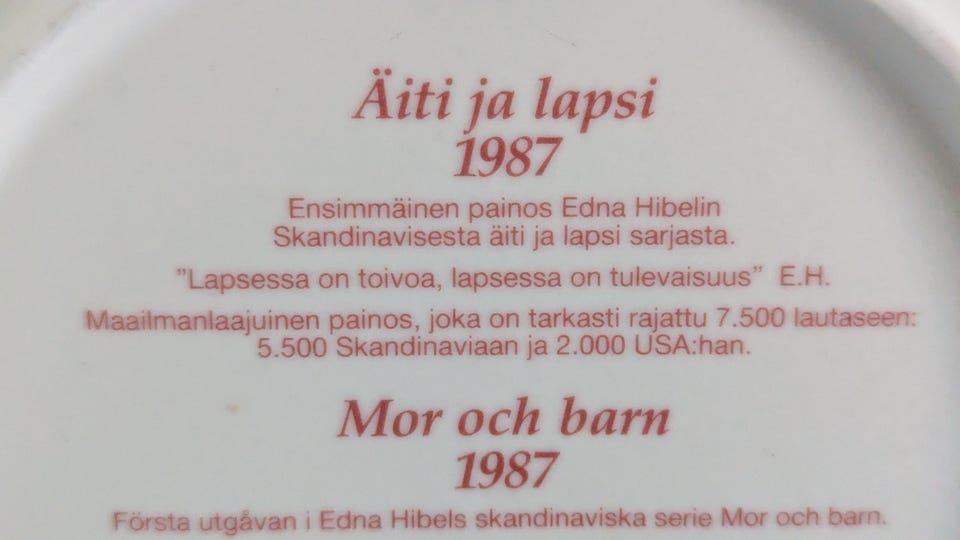 Äiti ja lapsi
1987
Ensimmäinen painos Edna Hibelin
Skandinavisesta äiti ja lapsi sarjasta.
"Lapsessa on toivoa, lapsessa on tulevaisuus" E.H.
Maailmanlaajuinen painos, joka on tarkasti rajattu 7.500 lautaseen:
5.500 Skandinaviaan ja 2.000 USA:han.
Mor och barn
1987
Första utgåvan i Edna Hibels skandinaviska serie Mor och barn.